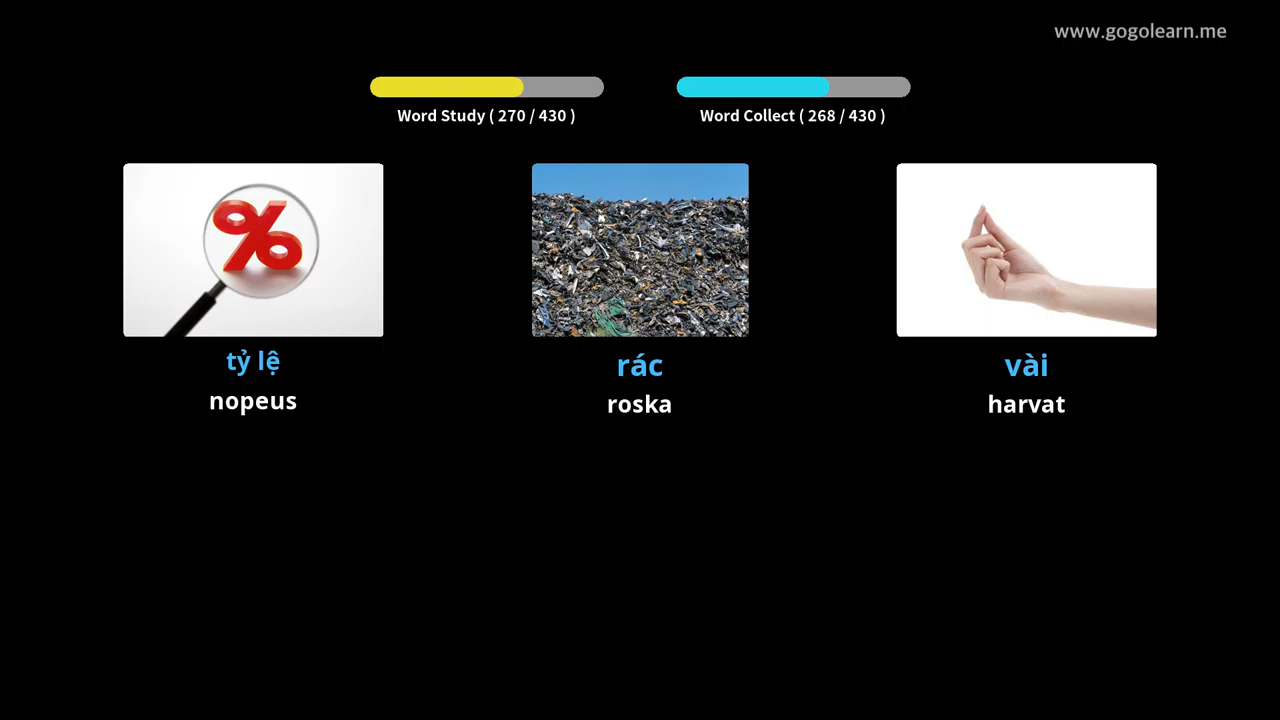 www.gogolearn.me
Word Study ( 270 / 430 )
Word Collect ( 268 / 430 )
%
tỷ lệ
nopeus
rác
roska
vài
harvat